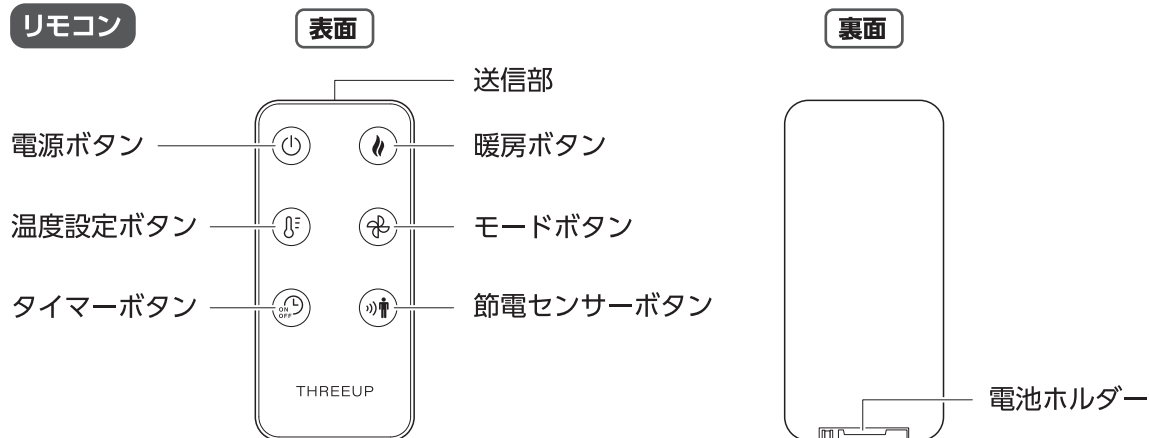 リモコン
表面
裏面
送信部
電源ボタン
暖房ボタン
温度設定ボタン
モードボタン
タイマーボタン
ON
OFF
節電センサーボタン
THREEUP
電池ホルダー